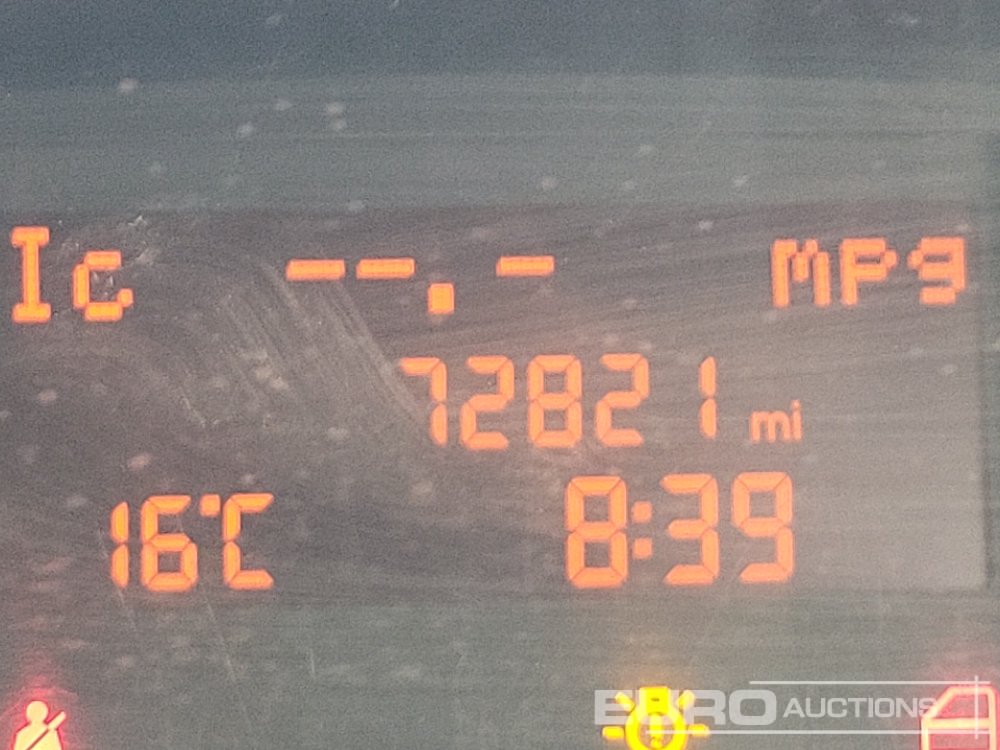 Ic --.- mpg
72821 mi
16°C 8:39
EURO AUCTIONS